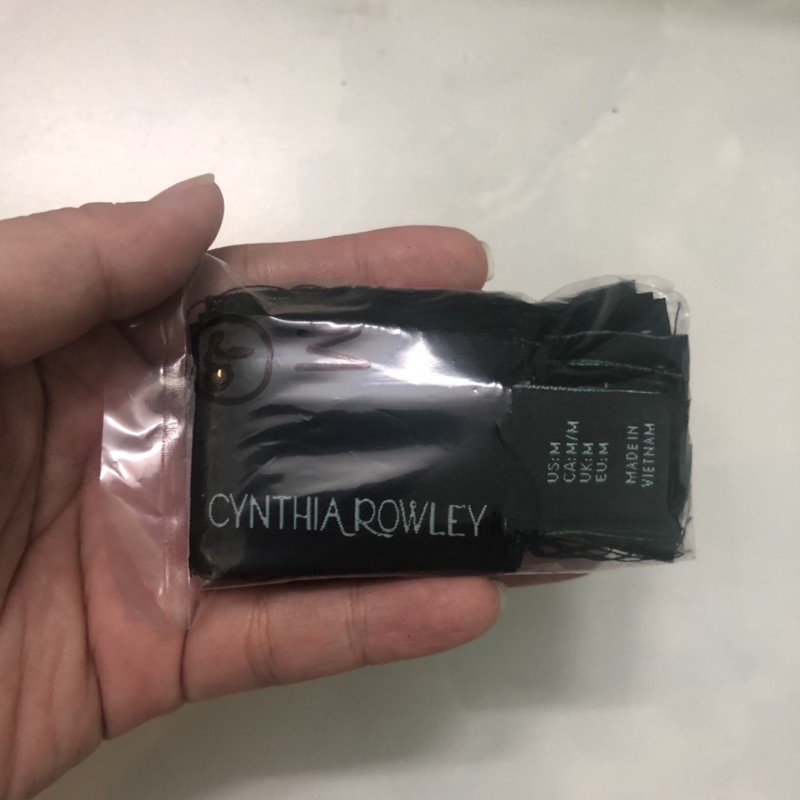 CYNTHIA ROWLEY
US:M
CA:M/M
UK:M
EU:M
MADE IN
VIETNAM